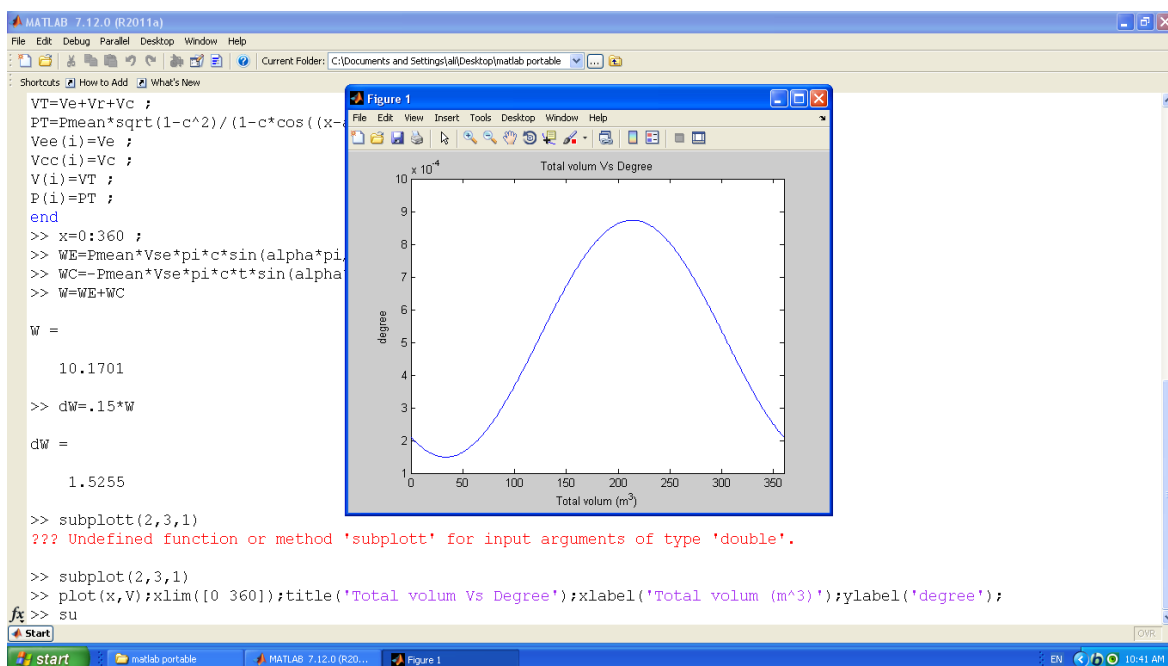 MATLAB 7.12.0 (R2011a)
File Edit Debug Parallel Desktop Window Help
Current Folder: C:\Documents and Settings\ali\Desktop\matlab portable
Shortcuts How to Add What's New
VT=Ve+Vr+Vc ;
PT=Pmean*sqrt(1-c^2)/(1-c*cos((x-
Vee(i)=Ve ;
Vcc(i)=Vc ;
V(i)=VT ;
P(i)=PT ;
end
>> x=0:360 ;
>> WE=Pmean*Vse*pi*c*sin(alpha*pi
>> WC=-Pmean*Vse*pi*c*t*sin(alpha
>> W=WE+WC
W =
10.1701
>> dW=.15*W
dW =
1.5255
>> subplott(2,3,1)
??? Undefined function or method 'subplott' for input arguments of type 'double'.
>> subplot(2,3,1)
>> plot(x,V);xlim([0 360]);title('Total volum Vs Degree');xlabel('Total volum (m^3)');ylabel('degree');
fx >> su
Start
OVR
Figure 1
File Edit View Insert Tools Desktop Window Help
Total volum Vs Degree
x 10^-4
10
9
8
7
6
5
4
3
2
1
degree
0 50 100 150 200 250 300 350
Total volum (m^3)
start matlab portable MATLAB 7.12.0 (R20... Figure 1 EN 10:41 AM